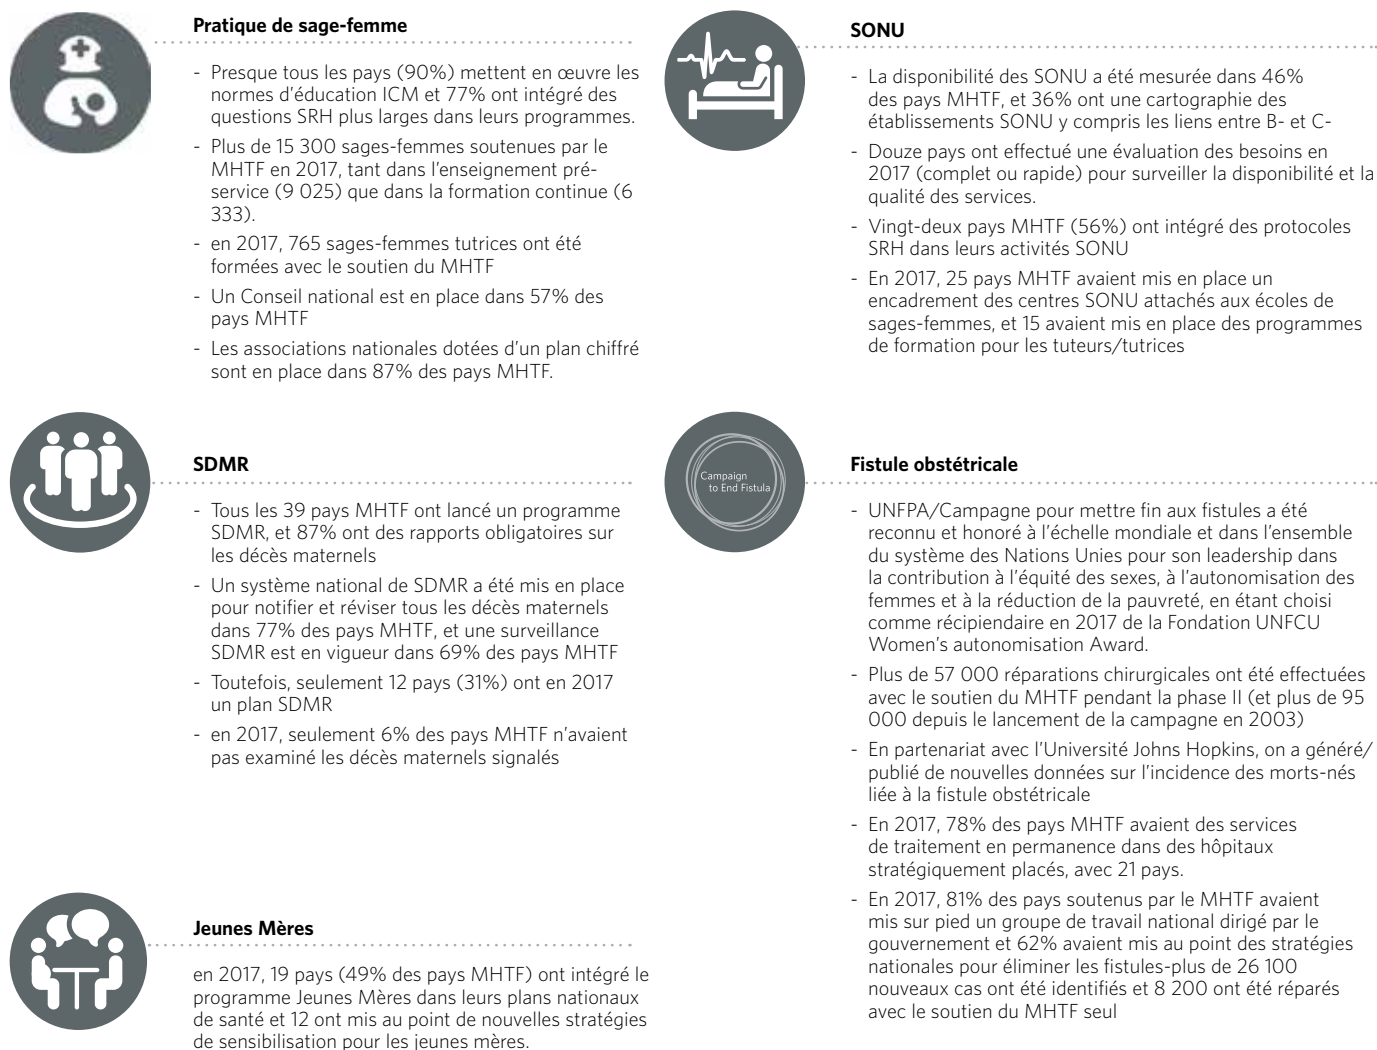 Pratique de sage-femme
- Presque tous les pays (90%) mettent en œuvre les
normes d'éducation ICM et 77% ont intégré des
questions SRH plus larges dans leurs programmes.
- Plus de 15 300 sages-femmes soutenues par le
MHTF en 2017, tant dans l'enseignement pré-
service (9 025) que dans la formation continue (6
333).
- en 2017, 765 sages-femmes tutrices ont été
formées avec le soutien du MHTF
- Un Conseil national est en place dans 57% des
pays MHTF
- Les associations nationales dotées d'un plan chiffré
sont en place dans 87% des pays MHTF.
SONU
- La disponibilité des SONU a été mesurée dans 46%
des pays MHTF, et 36% ont une cartographie des
établissements SONU y compris les liens entre B- et C-
- Douze pays ont effectué une évaluation des besoins en
2017 (complet ou rapide) pour surveiller la disponibilité et la
qualité des services.
- Vingt-deux pays MHTF (56%) ont intégré des protocoles
SRH dans leurs activités SONU
- En 2017, 25 pays MHTF avaient mis en place un
encadrement des centres SONU attachés aux écoles de
sages-femmes, et 15 avaient mis en place des programmes
de formation pour les tuteurs/tutrices
SDMR
- Tous les 39 pays MHTF ont lancé un programme
SDMR, et 87% ont des rapports obligatoires sur
les décès maternels
- Un système national de SDMR a été mis en place
pour notifier et réviser tous les décès maternels
dans 77% des pays MHTF, et une surveillance
SDMR est en vigueur dans 69% des pays MHTF
- Toutefois, seulement 12 pays (31%) ont en 2017
un plan SDMR
- en 2017, seulement 6% des pays MHTF n'avaient
pas examiné les décès maternels signalés
Campaign
to End Fistula
Fistule obstétricale
- UNFPA/Campagne pour mettre fin aux fistules a été
reconnu et honoré à l'échelle mondiale et dans l'ensemble
du système des Nations Unies pour son leadership dans
la contribution à l'équité des sexes, à l'autonomisation des
femmes et à la réduction de la pauvreté, en étant choisi
comme récipiendaire en 2017 de la Fondation UNFCU
Women's autonomisation Award.
- Plus de 57 000 réparations chirurgicales ont été effectuées
avec le soutien du MHTF pendant la phase II (et plus de 95
000 depuis le lancement de la campagne en 2003)
- En partenariat avec l'Université Johns Hopkins, on a généré/
publié de nouvelles données sur l'incidence des morts-nés
liée à la fistule obstétricale
- En 2017, 78% des pays MHTF avaient des services
de traitement en permanence dans des hôpitaux
stratégiquement placés, avec 21 pays.
- En 2017, 81% des pays soutenus par le MHTF avaient
mis sur pied un groupe de travail national dirigé par le
gouvernement et 62% avaient mis au point des stratégies
nationales pour éliminer les fistules-plus de 26 100
nouveaux cas ont été identifiés et 8 200 ont été réparés
avec le soutien du MHTF seul
Jeunes Mères
en 2017, 19 pays (49% des pays MHTF) ont intégré le
programme Jeunes Mères dans leurs plans nationaux
de santé et 12 ont mis au point de nouvelles stratégies
de sensibilisation pour les jeunes mères.